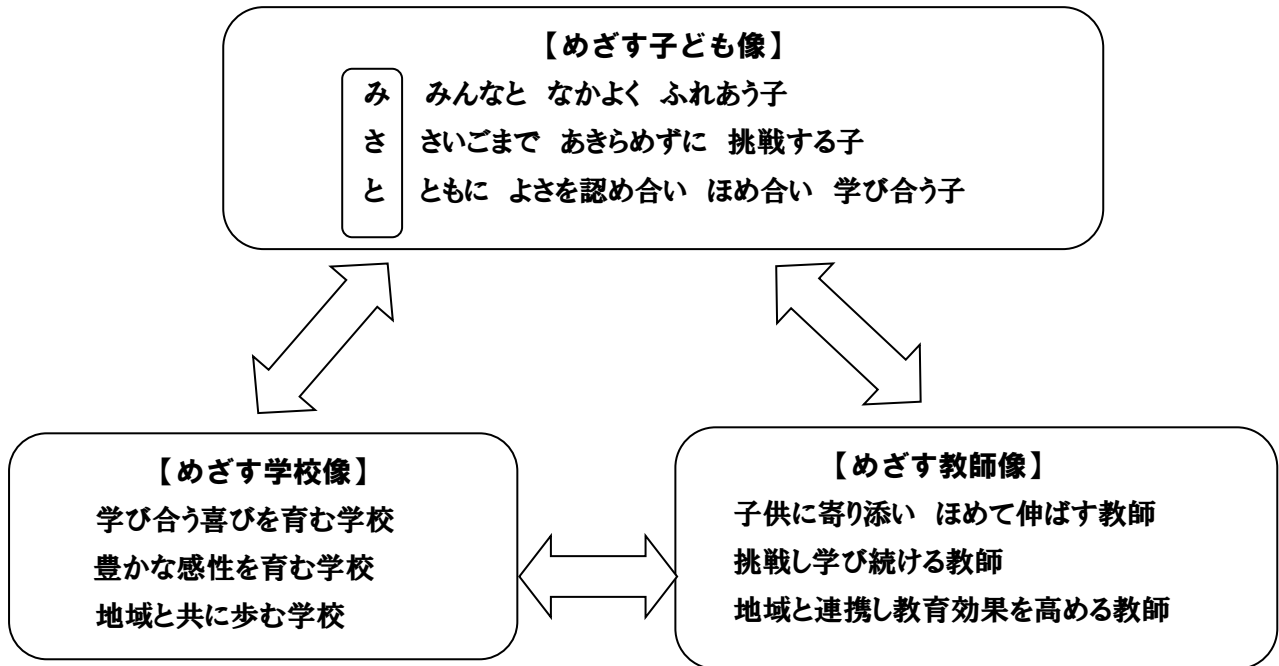 【めざす子ども像】
み みんなと なかよく ふれあう子
さ さいごまで あきらめずに 挑戦する子
と ともに よさを認め合い ほめ合い 学び合う子
【めざす学校像】
学び合う喜びを育む学校
豊かな感性を育む学校
地域と共に歩む学校
【めざす教師像】
子供に寄り添い ほめて伸ばす教師
挑戦し学び続ける教師
地域と連携し教育効果を高める教師